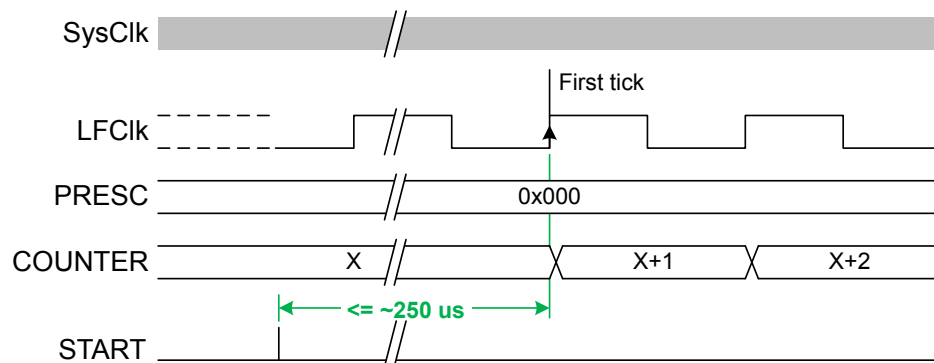 SysClk
First tick
LFClk
PRESC
0x000
COUNTER
X
X+1
X+2
<= ~250 us
START